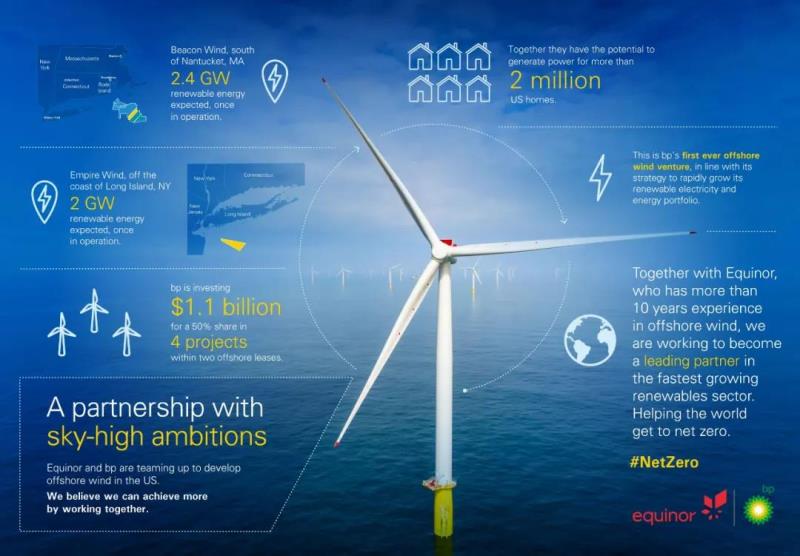 Beacon Wind, south
of Nantucket, MA
2.4 GW
renewable energy
expected, once
in operation.
New
York
Massachusetts
Connecticut
Rhode
Island
Together they have the potential to
generate power for more than
2 million
US homes.
This is bp's first ever offshore
wind venture, in line with its
strategy to rapidly grow its
renewable electricity and
energy portfolio.
Empire Wind, off the
coast of Long Island, NY
2 GW
renewable energy
expected, once
in operation.
New York
Connecticut
New
Jersey
Long Island
bp is investing
$1.1 billion
for a 50% share in
4 projects
within two offshore leases.
Together with Equinor,
who has more than
10 years experience
in offshore wind, we
are working to become
a leading partner in
the fastest growing
renewables sector.
Helping the world
get to net zero.
#NetZero
A partnership with
sky-high ambitions
Equinor and bp are teaming up to develop
offshore wind in the US.
We believe we can achieve more
by working together.
equinor
bp